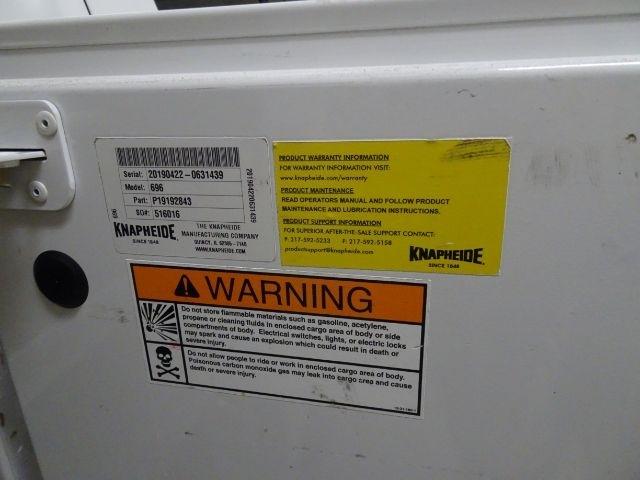 Serial: 20190422-0631439
Model: 696
Part: P19192843
SO#: 516016
696
KNAPHEIDE
SINCE 1848
THE KNAPHEIDE
MANUFACTURING COMPANY
QUINCY, IL 62305-7140
WWW.KNAPHEIDE.COM
201904220631439
PRODUCT WARRANTY INFORMATION
FOR WARRANTY INFORMATION VISIT:
www.knapheide.com/warranty
PRODUCT MAINTENANCE
READ OPERATORS MANUAL AND FOLLOW PRODUCT
MAINTENANCE AND LUBRICATION INSTRUCTIONS.
PRODUCT SUPPORT INFORMATION
FOR SUPERIOR AFTER-THE-SALE SUPPORT CONTACT:
P: 217-592-5233 F: 217-592-5158
productsupport@knapheide.com
KNAPHEIDE
SINCE 1848
WARNING
Do not store flammable materials such as gasoline, acetylene,
propane or cleaning fluids in enclosed cargo area of body or side
compartments of body. Electrical switches, lights, or electric locks
may spark and cause an explosion which could result in death or
severe injury.
Do not allow people to ride or work in enclosed cargo area of body.
Poisonous carbon monoxide gas may leak into cargo area and cause
death or severe injury.